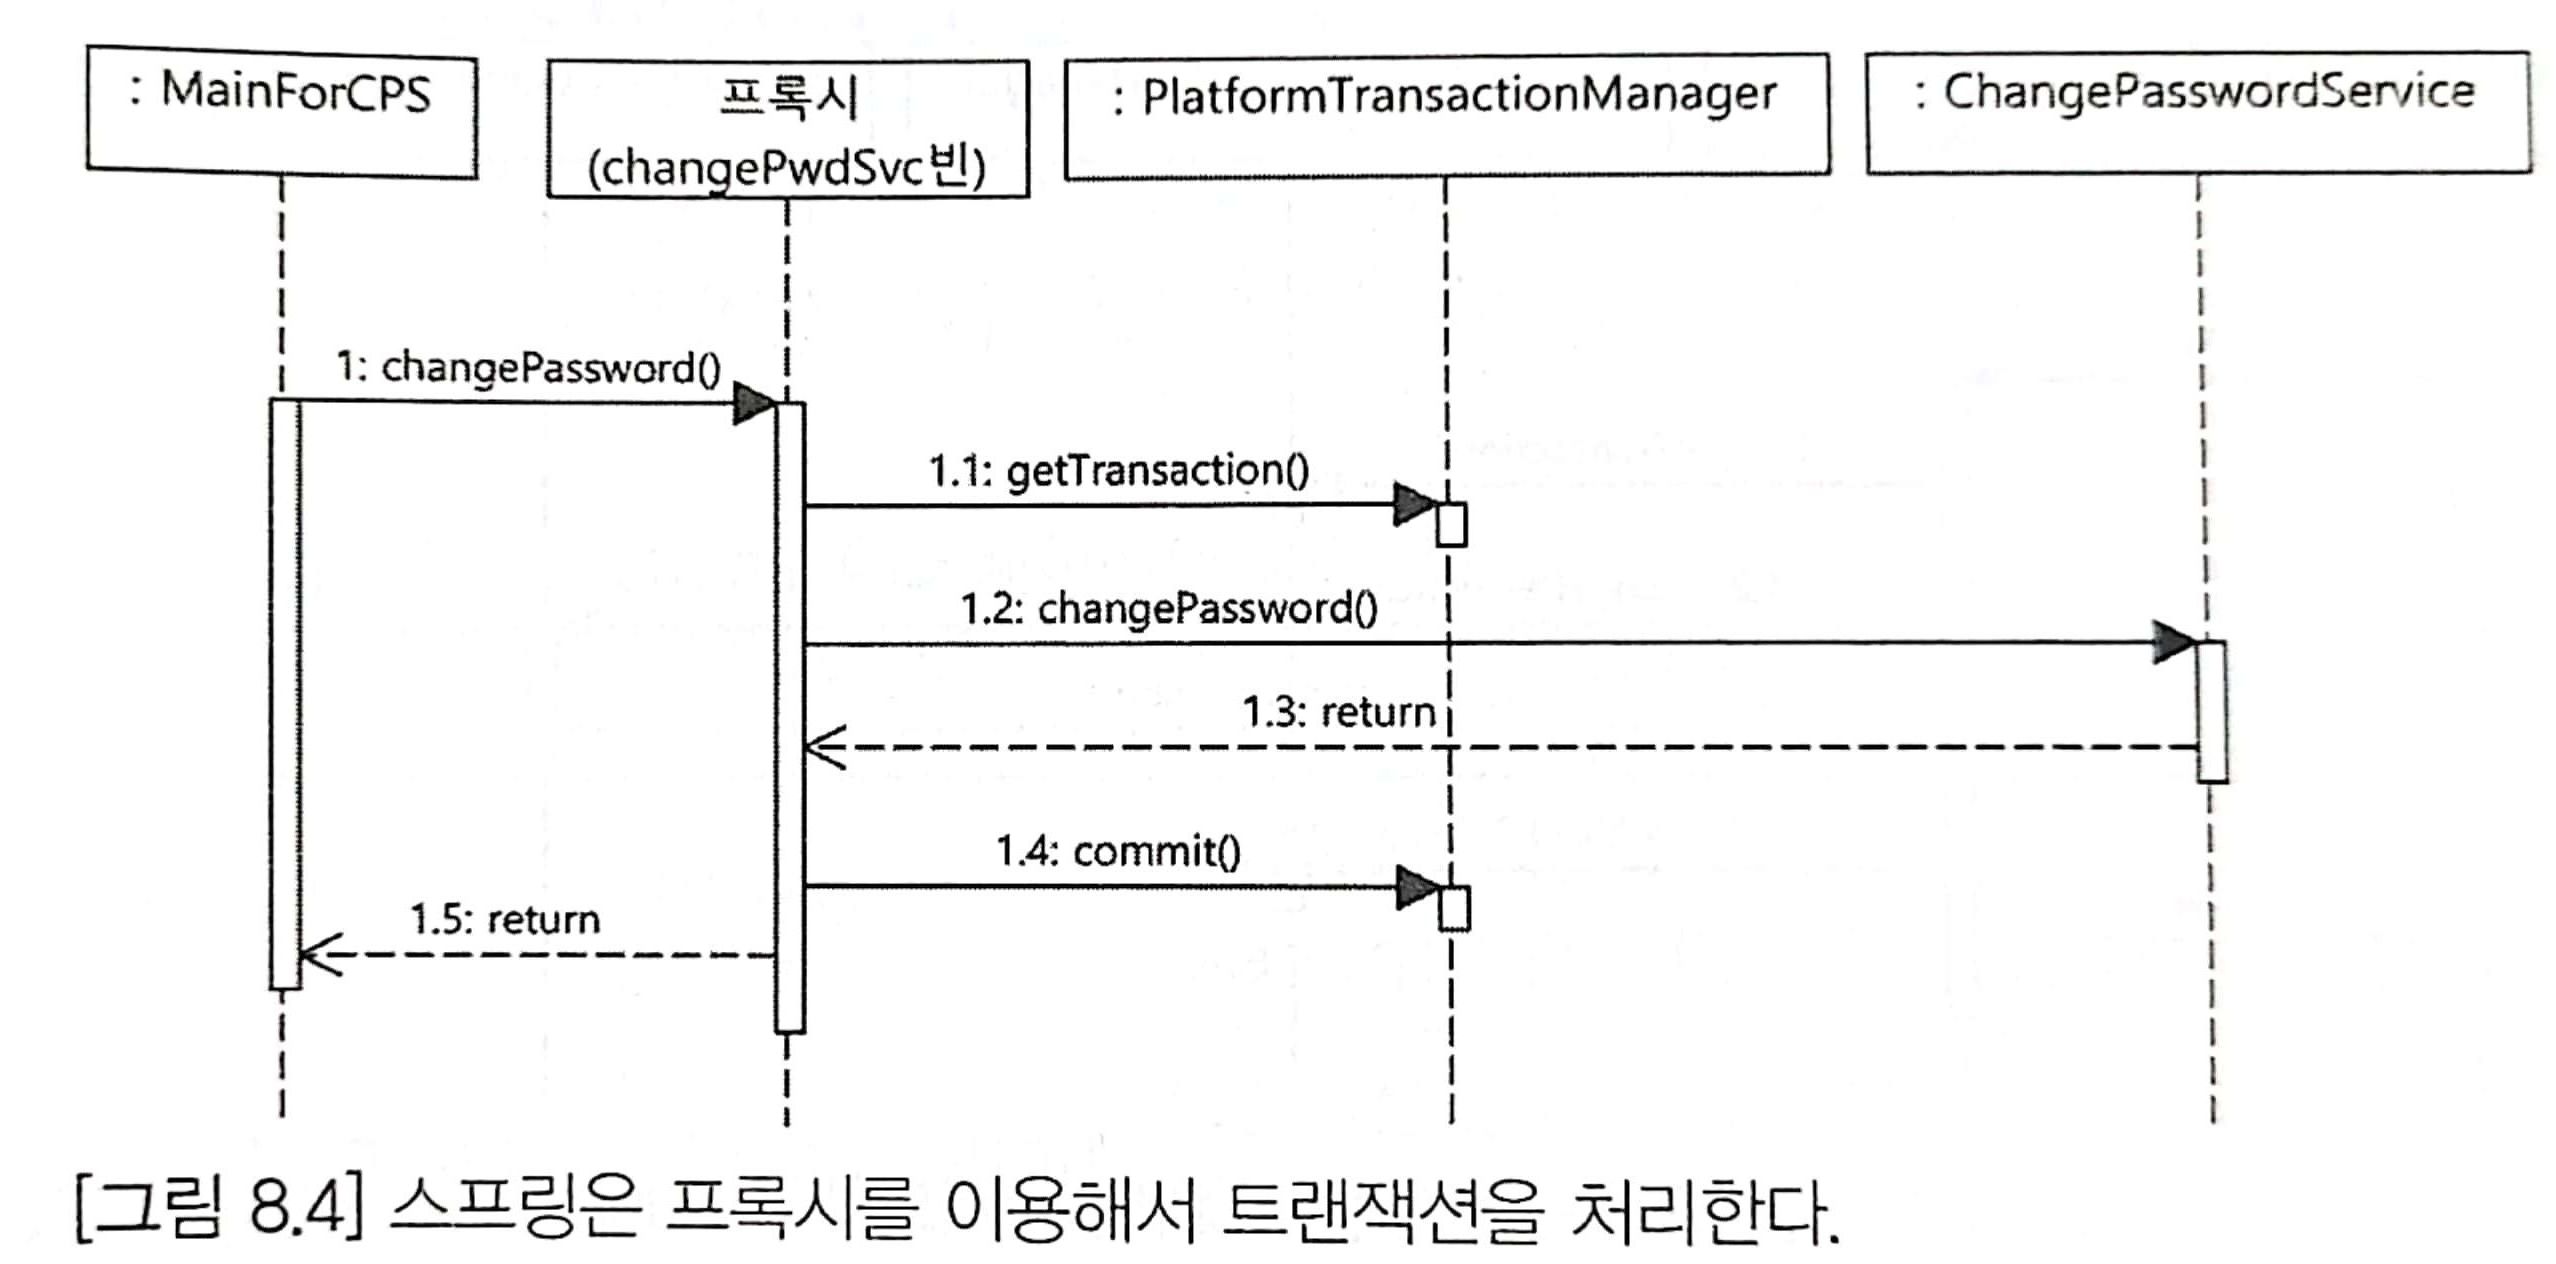 : MainForCPS
프록시
(changePwdSvc빈)
: PlatformTransactionManager
: ChangePasswordService
1: changePassword()
1.1: getTransaction()
1.2: changePassword()
1.3: return
1.4: commit()
1.5: return
[그림 8.4] 스프링은 프록시를 이용해서 트랜잭션을 처리한다.